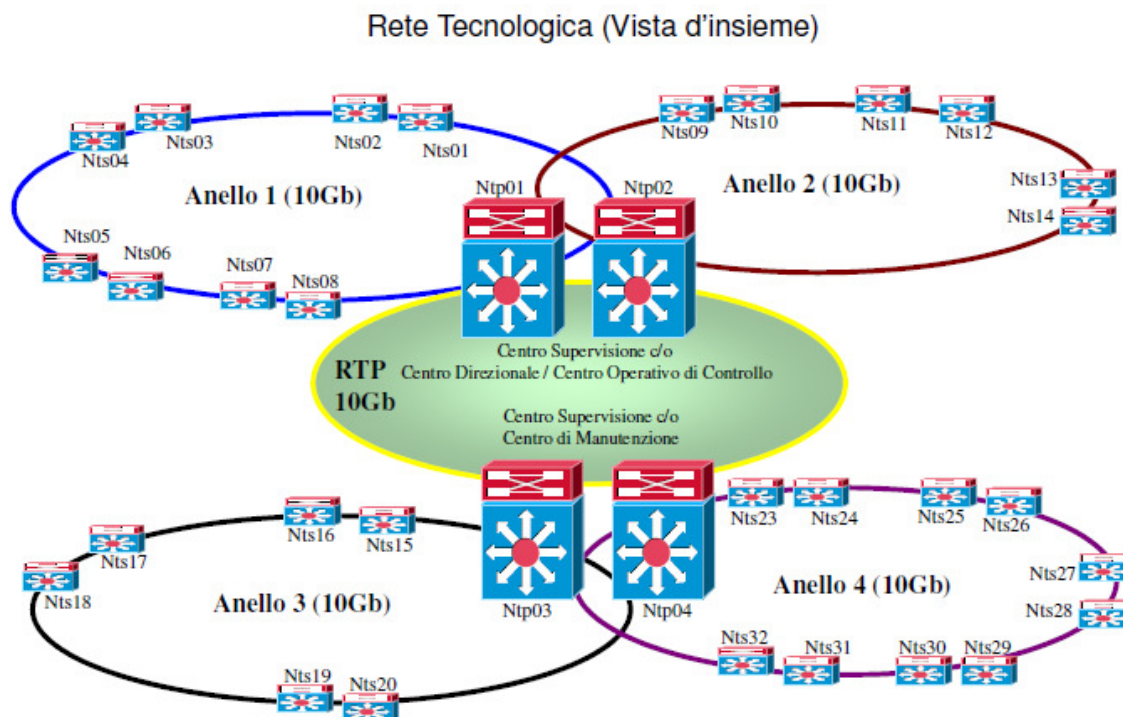 Rete Tecnologica (Vista d'insieme)
Nts04
Nts03
Nts02
Nts01
Anello 1 (10Gb)
Nts05
Nts06
Nts07
Nts08
Ntp01
Ntp02
Nts09
Nts10
Nts11
Nts12
Nts13
Nts14
Anello 2 (10Gb)
RTP
10Gb
Centro Supervisione c/o
Centro Direzionale / Centro Operativo di Controllo
Centro Supervisione c/o
Centro di Manutenzione
Nts16
Nts15
Nts17
Nts18
Anello 3 (10Gb)
Nts19
Nts20
Ntp03
Ntp04
Nts23
Nts24
Nts25
Nts26
Nts27
Nts28
Anello 4 (10Gb)
Nts32
Nts31
Nts30
Nts29